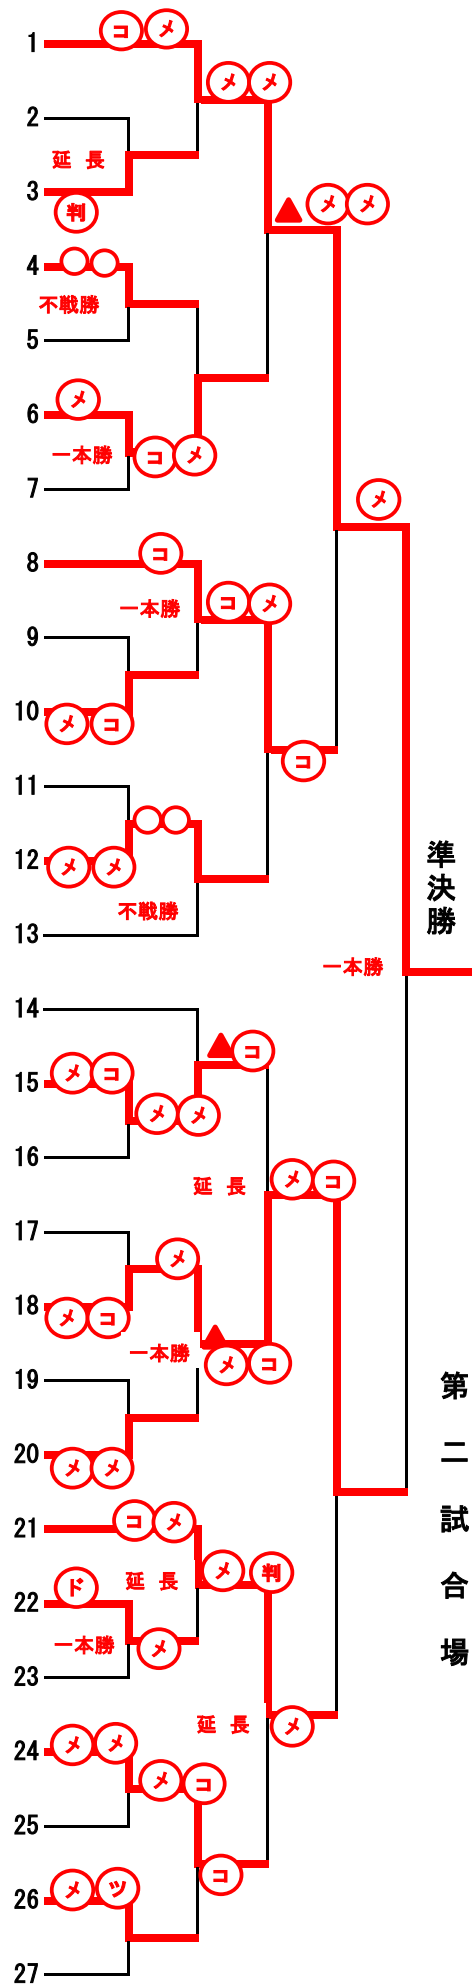 1 コ メ
メ メ
2
延 長
3
判
▲ メ メ
4
不戦勝
5
6 メ
一本勝 コ メ
7
メ
8 コ
一本勝 コ メ
9
10 メ コ
コ
11
12 メ メ
不戦勝
13
準決勝
一本勝
14
▲ コ
15 メ コ
メ メ
16
延 長 メ コ
17
メ
18 メ コ
一本勝 ▲ メ コ
19
20 メ メ
第二試合場
21 コ メ
延 長 メ 判
22 ド
一本勝 メ
23
延 長 メ
24 メ メ
メ コ
25
コ
26 メ ツ
27